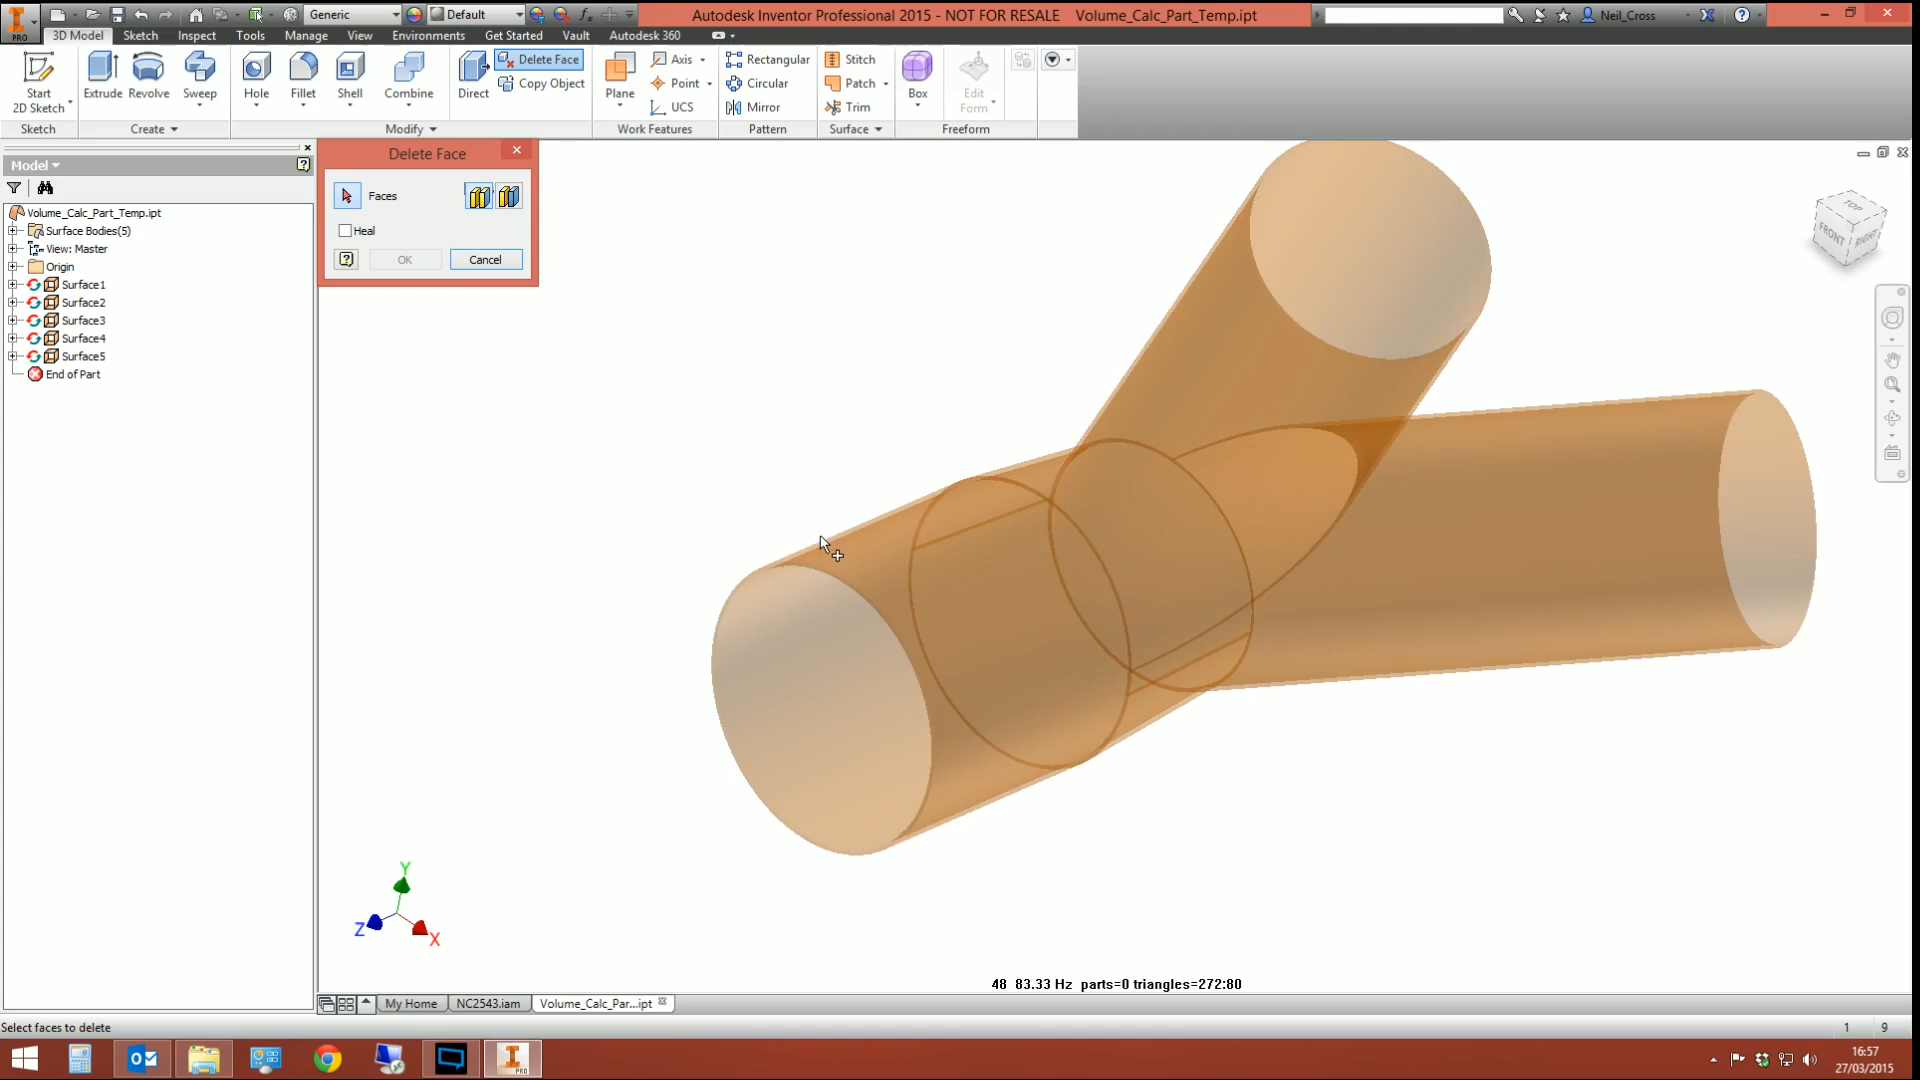 Generic
Default
Autodesk Inventor Professional 2015 - NOT FOR RESALE Volume_Calc_Part_Temp.ipt
Neil_Cross
PRO
3D Model Sketch Inspect Tools Manage View Environments Get Started Vault Autodesk 360
Start
2D Sketch
Extrude Revolve Sweep
Hole Fillet Shell Combine
Direct
Delete Face
Copy Object
Plane
Axis
Point
UCS
Rectangular
Circular
Mirror
Stitch
Patch
Trim
Box
Edit
Form
Sketch Create Modify Work Features Pattern Surface Freeform
Model
Volume_Calc_Part_Temp.ipt
Surface Bodies(5)
View: Master
Origin
Surface1
Surface2
Surface3
Surface4
Surface5
End of Part
Delete Face
Faces
Heal
OK Cancel
TOP
FRONT RIGHT
Y
Z
X
48 83.33 Hz parts=0 triangles=272:80
My Home NC2543.iam Volume_Calc_Par...ipt
Select faces to delete
1 9
PRO
16:57
27/03/2015